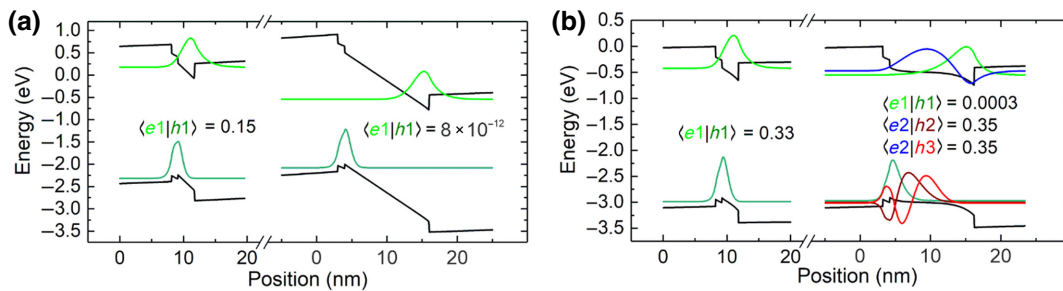 (a)
(b)
Energy (eV)
1.0
0.5
0.0
−0.5
−1.0
−1.5
−2.0
−2.5
−3.0
−3.5
⟨e1|h1⟩ = 0.15
⟨e1|h1⟩ = 8 × 10⁻¹²
0 10 20 0 10 20
Position (nm)
Energy (eV)
0.5
0.0
−0.5
−1.0
−1.5
−2.0
−2.5
−3.0
−3.5
⟨e1|h1⟩ = 0.33
⟨e1|h1⟩ = 0.0003
⟨e2|h2⟩ = 0.35
⟨e2|h3⟩ = 0.35
0 10 20 0 10 20
Position (nm)